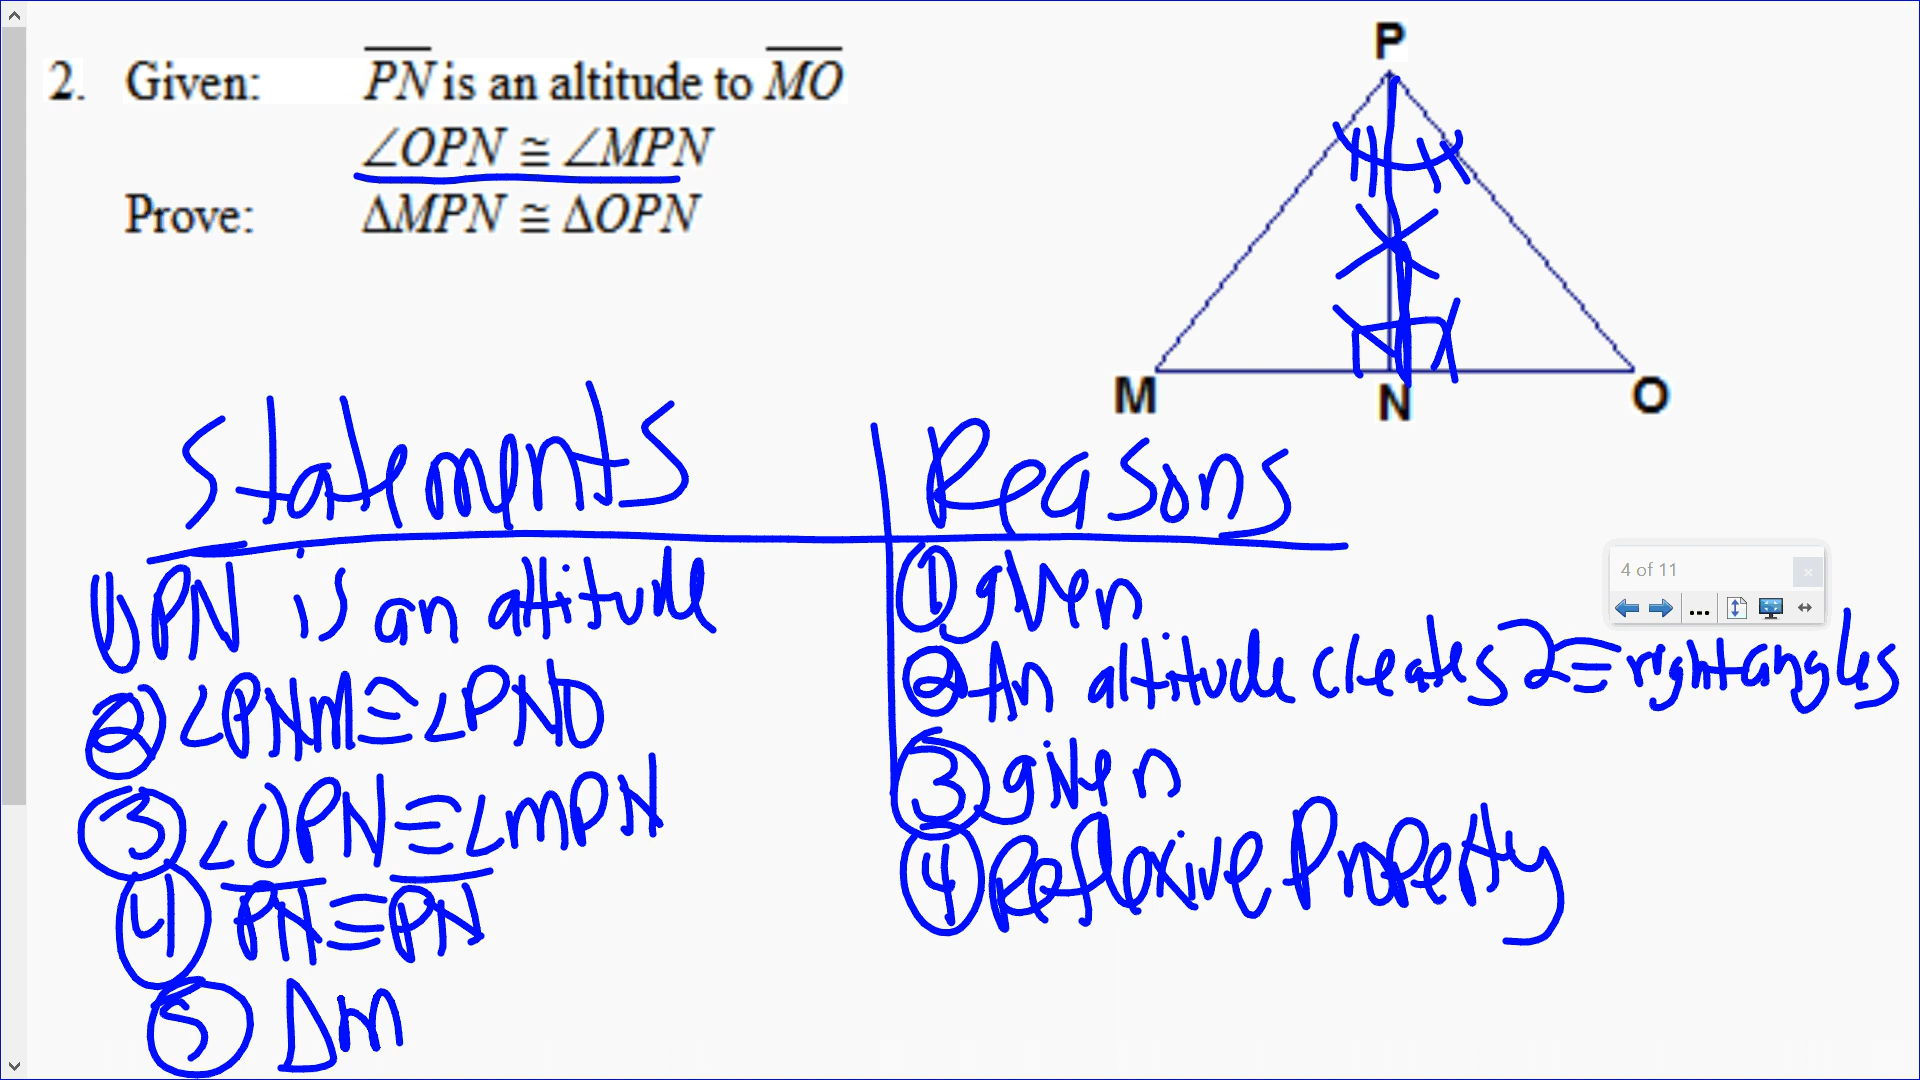 2. Given: PN is an altitude to MO
∠OPN ≅ ∠MPN
Prove: ΔMPN ≅ ΔOPN
P
M
N
O
Statements
Reasons
1) PN is an altitude
① given
② ∠PNM ≅ ∠PNO
② An altitude creates 2 ≅ right angles
③ ∠OPN ≅ ∠MPN
③ given
④ PN ≅ PN
④ Reflexive Property
⑤ Δm
4 of 11